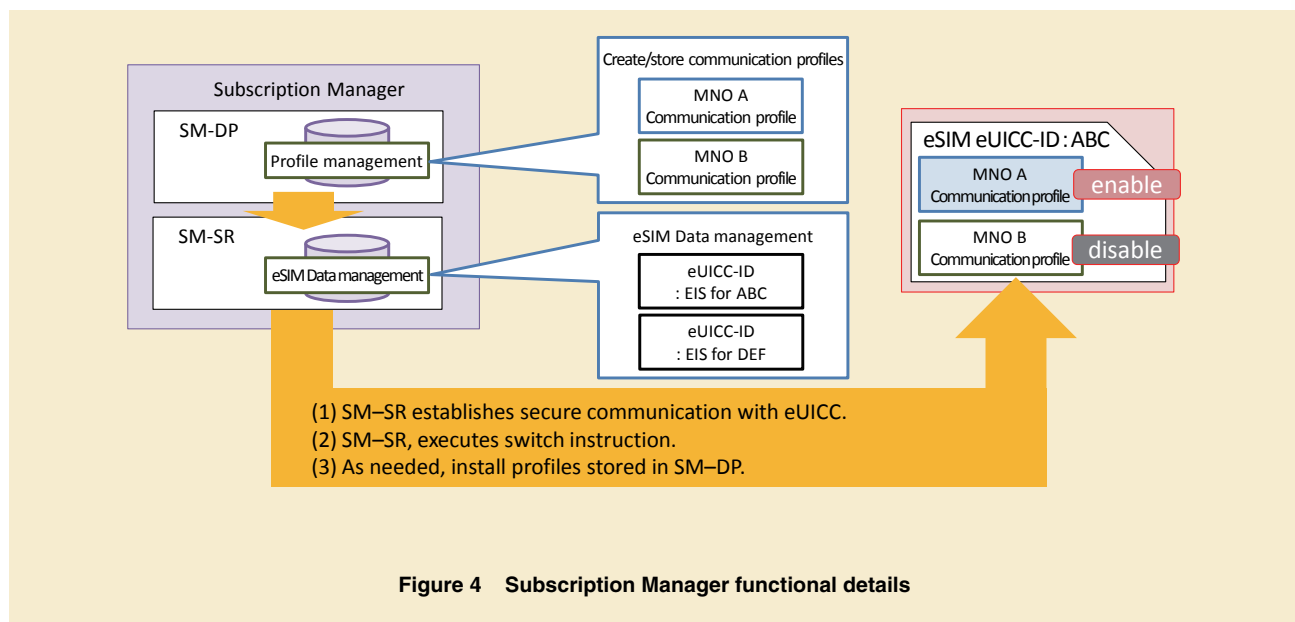 Subscription Manager
SM-DP
Profile management
SM-SR
eSIM Data management
Create/store communication profiles
MNO A
Communication profile
MNO B
Communication profile
eSIM Data management
eUICC-ID
: EIS for ABC
eUICC-ID
: EIS for DEF
eSIM eUICC-ID : ABC
MNO A
Communication profile
enable
MNO B
Communication profile
disable
(1) SM–SR establishes secure communication with eUICC.
(2) SM–SR, executes switch instruction.
(3) As needed, install profiles stored in SM–DP.
Figure 4 Subscription Manager functional details